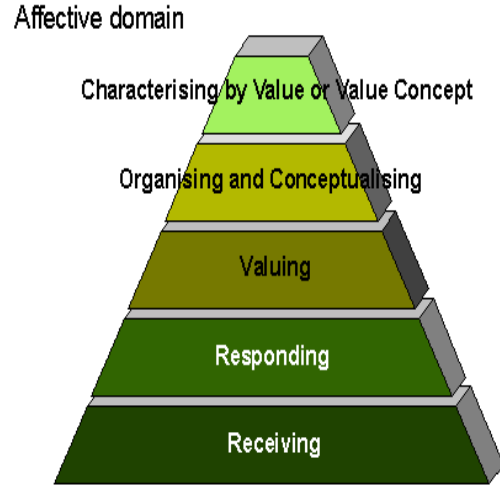 Affective domain
Characterising by Value or Value Concept
Organising and Conceptualising
Valuing
Responding
Receiving